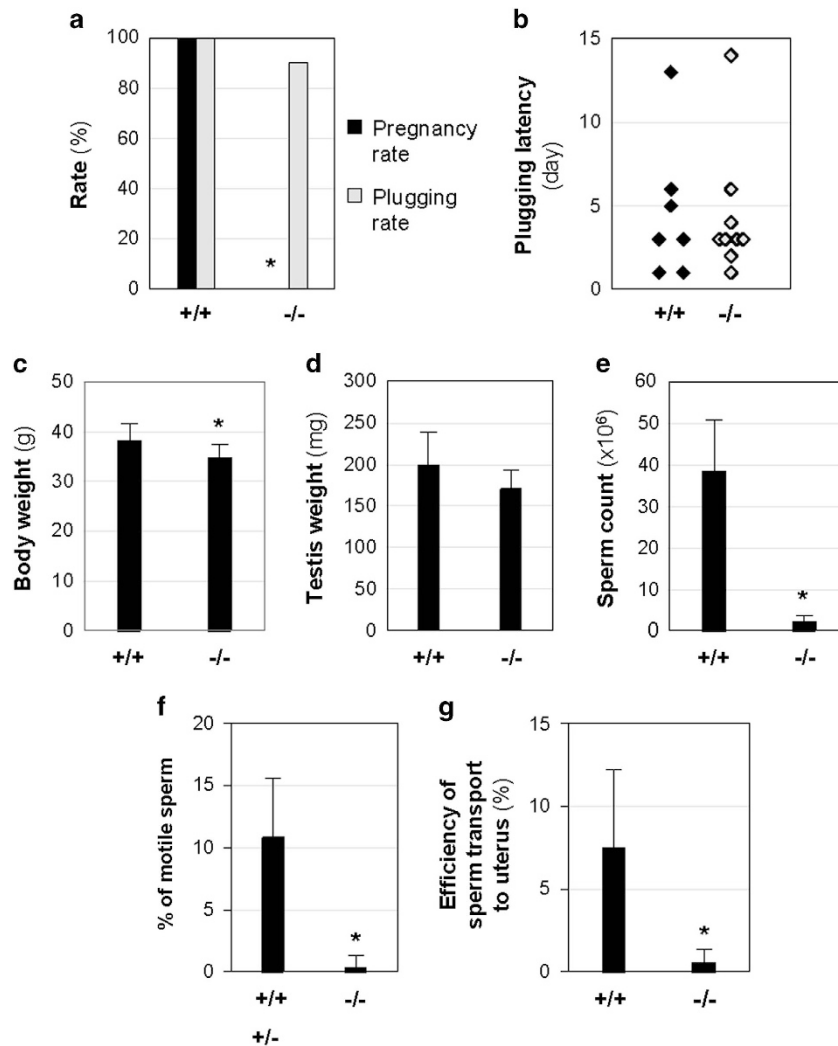 a
100
80
60
40
20
0
Rate (%)
*
+/+
-/-
Pregnancy
rate
Plugging
rate
b
15
10
5
0
Plugging latency
(day)
+/+
-/-
c
50
40
30
20
10
0
Body weight (g)
*
+/+
-/-
d
300
250
200
150
100
50
0
Testis weight (mg)
+/+
-/-
e
60
50
40
30
20
10
0
Sperm count (x10⁶)
*
+/+
-/-
f
20
15
10
5
0
% of motile sperm
*
+/+
-/-
+/-
g
15
10
5
0
Efficiency of
sperm transport
to uterus (%)
*
+/+
-/-